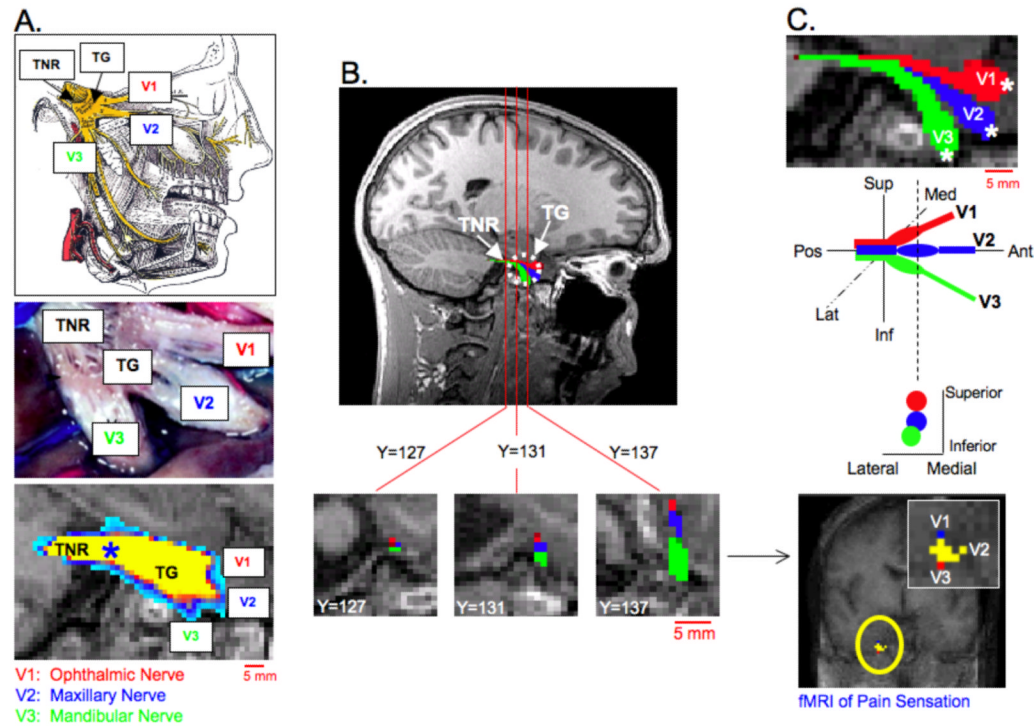 A.
TNR
TG
V1
V2
V3
TNR
TG
V1
V2
V3
TNR
*
TG
V1
V2
V3
5 mm
V1: Ophthalmic Nerve
V2: Maxillary Nerve
V3: Mandibular Nerve
B.
TNR
TG
Y=127
Y=131
Y=137
Y=127
Y=131
Y=137
5 mm
C.
V1
*
V2
*
V3
*
5 mm
Sup
Med
V1
Pos
V2
Ant
Lat
V3
Inf
Superior
Inferior
Lateral Medial
V1
V2
V3
fMRI of Pain Sensation